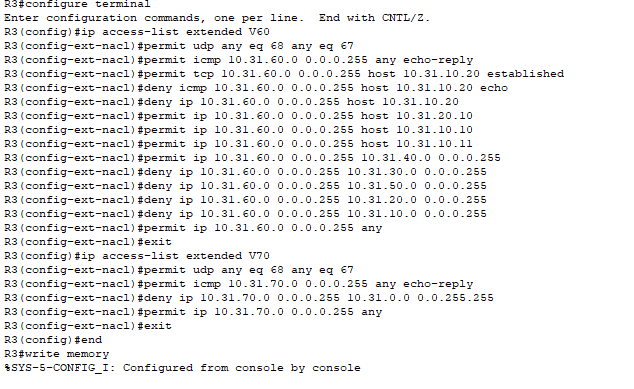 R3#configure terminal
Enter configuration commands, one per line.  End with CNTL/Z.
R3(config)#ip access-list extended V60
R3(config-ext-nacl)#permit udp any eq 68 any eq 67
R3(config-ext-nacl)#permit icmp 10.31.60.0 0.0.0.255 any echo-reply
R3(config-ext-nacl)#permit tcp 10.31.60.0 0.0.0.255 host 10.31.10.20 established
R3(config-ext-nacl)#deny icmp 10.31.60.0 0.0.0.255 host 10.31.10.20 echo
R3(config-ext-nacl)#deny ip 10.31.60.0 0.0.0.255 host 10.31.10.20
R3(config-ext-nacl)#permit ip 10.31.60.0 0.0.0.255 host 10.31.20.10
R3(config-ext-nacl)#permit ip 10.31.60.0 0.0.0.255 host 10.31.10.10
R3(config-ext-nacl)#permit ip 10.31.60.0 0.0.0.255 host 10.31.10.11
R3(config-ext-nacl)#permit ip 10.31.60.0 0.0.0.255 10.31.40.0 0.0.0.255
R3(config-ext-nacl)#deny ip 10.31.60.0 0.0.0.255 10.31.30.0 0.0.0.255
R3(config-ext-nacl)#deny ip 10.31.60.0 0.0.0.255 10.31.50.0 0.0.0.255
R3(config-ext-nacl)#deny ip 10.31.60.0 0.0.0.255 10.31.20.0 0.0.0.255
R3(config-ext-nacl)#deny ip 10.31.60.0 0.0.0.255 10.31.10.0 0.0.0.255
R3(config-ext-nacl)#permit ip 10.31.60.0 0.0.0.255 any
R3(config-ext-nacl)#exit
R3(config)#ip access-list extended V70
R3(config-ext-nacl)#permit udp any eq 68 any eq 67
R3(config-ext-nacl)#permit icmp 10.31.70.0 0.0.0.255 any echo-reply
R3(config-ext-nacl)#deny ip 10.31.70.0 0.0.0.255 10.31.0.0 0.0.255.255
R3(config-ext-nacl)#permit ip 10.31.70.0 0.0.0.255 any
R3(config-ext-nacl)#exit
R3(config)#end
R3#write memory
%SYS-5-CONFIG_I: Configured from console by console